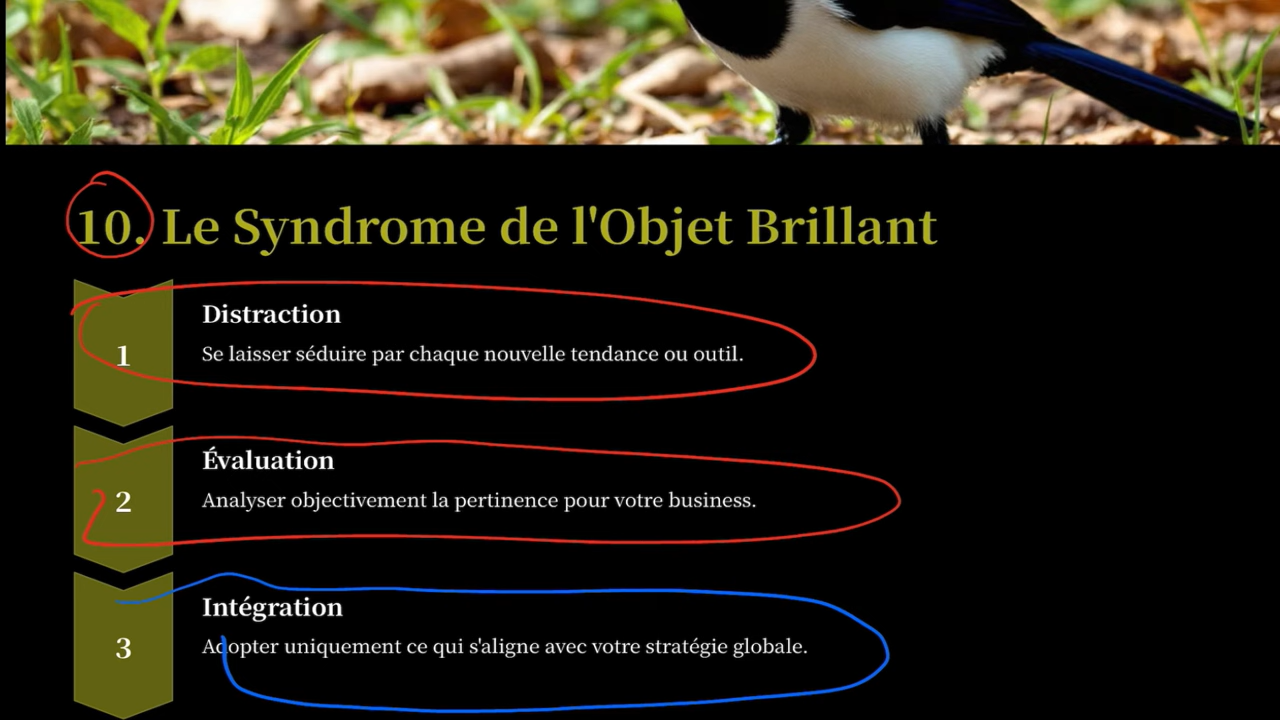 10. Le Syndrome de l'Objet Brillant
1
Distraction
Se laisser séduire par chaque nouvelle tendance ou outil.
2
Évaluation
Analyser objectivement la pertinence pour votre business.
3
Intégration
Adopter uniquement ce qui s'aligne avec votre stratégie globale.